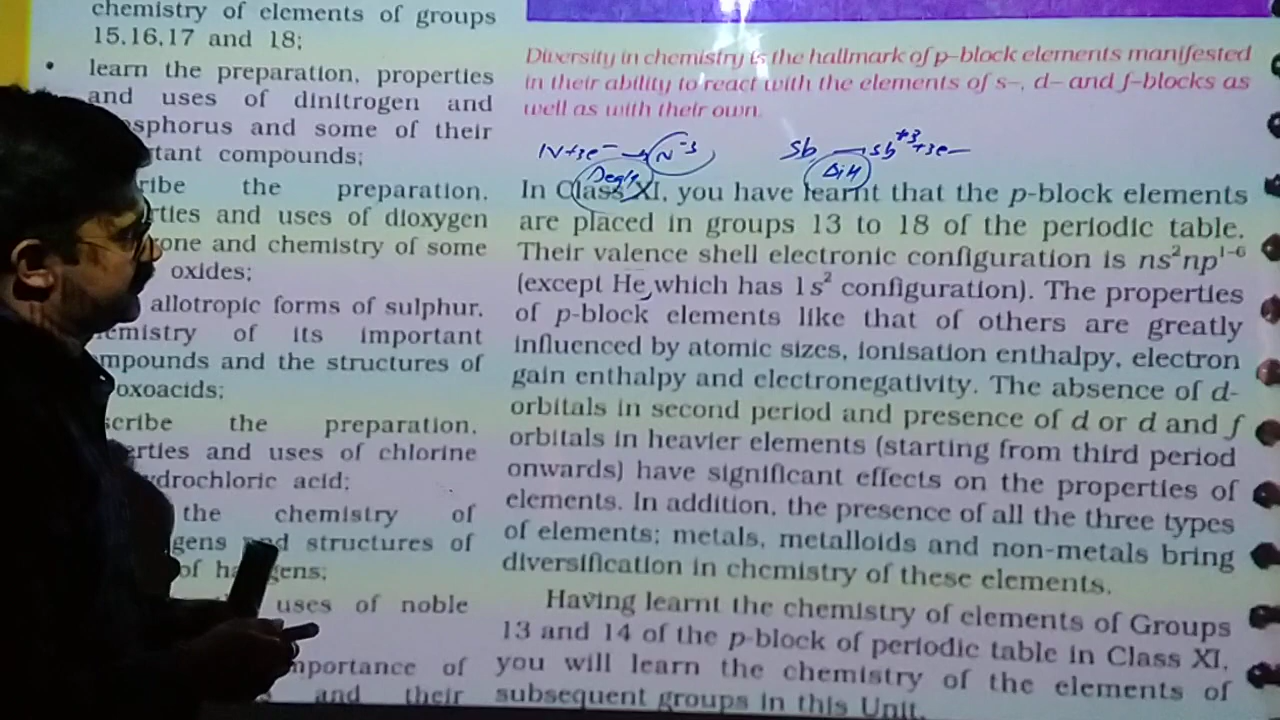 chemistry of elements of groups
15,16,17 and 18;
• learn the preparation, properties
and uses of dinitrogen and
sphorus and some of their
tant compounds;
ribe the preparation,
rties and uses of dioxygen
rone and chemistry of some
oxides;
allotropic forms of sulphur,
emistry of its important
mpounds and the structures of
oxoacids;
scribe the preparation,
erties and uses of chlorine
ydrochloric acid;
the chemistry of
gens and structures of
of ha gens;
uses of noble
mportance of
and their
Diversity in chemistry is the hallmark of p–block elements manifested
in their ability to react with the elements of s–, d– and f–blocks as
well as with their own.
N+3e⁻ → N⁻³ Sb → Sb⁺³+3e−
In Class XI, you have learnt that the p-block elements
are placed in groups 13 to 18 of the periodic table.
Their valence shell electronic configuration is ns²np¹⁻⁶
(except He which has 1s² configuration). The properties
of p-block elements like that of others are greatly
influenced by atomic sizes, ionisation enthalpy, electron
gain enthalpy and electronegativity. The absence of d-
orbitals in second period and presence of d or d and f
orbitals in heavier elements (starting from third period
onwards) have significant effects on the properties of
elements. In addition, the presence of all the three types
of elements; metals, metalloids and non-metals bring
diversification in chemistry of these elements.
Having learnt the chemistry of elements of Groups
13 and 14 of the p-block of periodic table in Class XI,
you will learn the chemistry of the elements of
subsequent groups in this Unit.